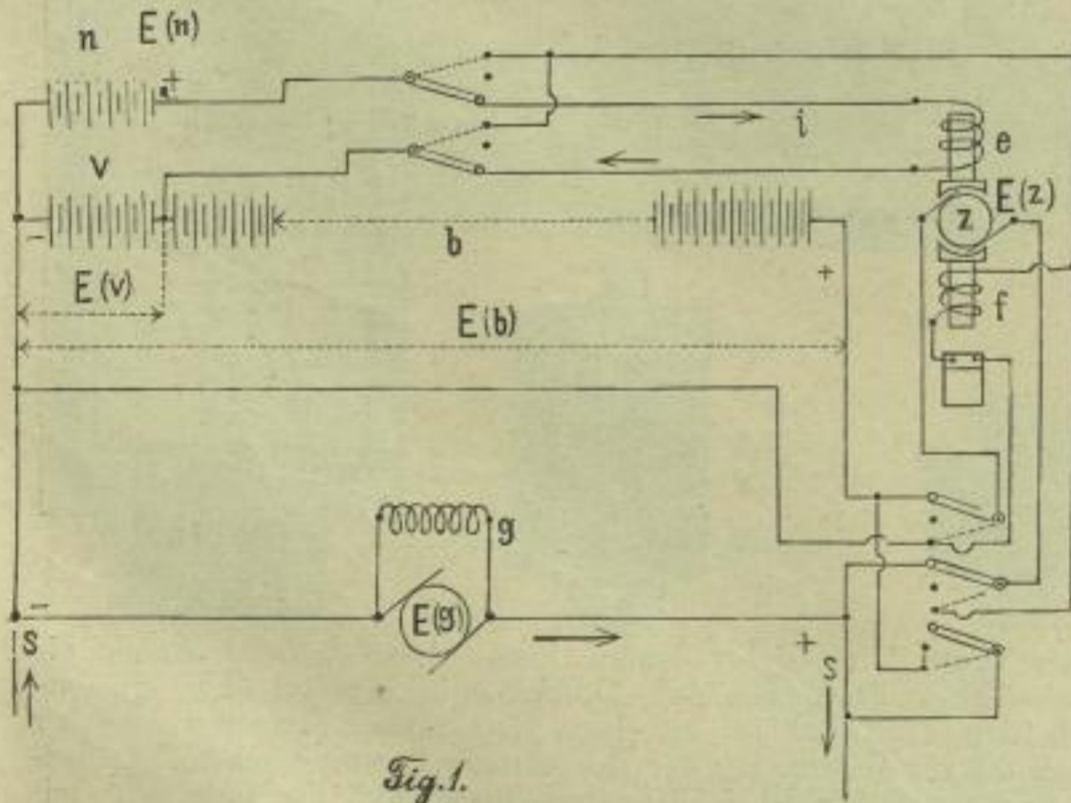 n E(n)
+
i
e
v
E(z)
z
b
-
+
E(v)
f
E(b)
g
E(g)
-
S
+
S
Fig. 1.